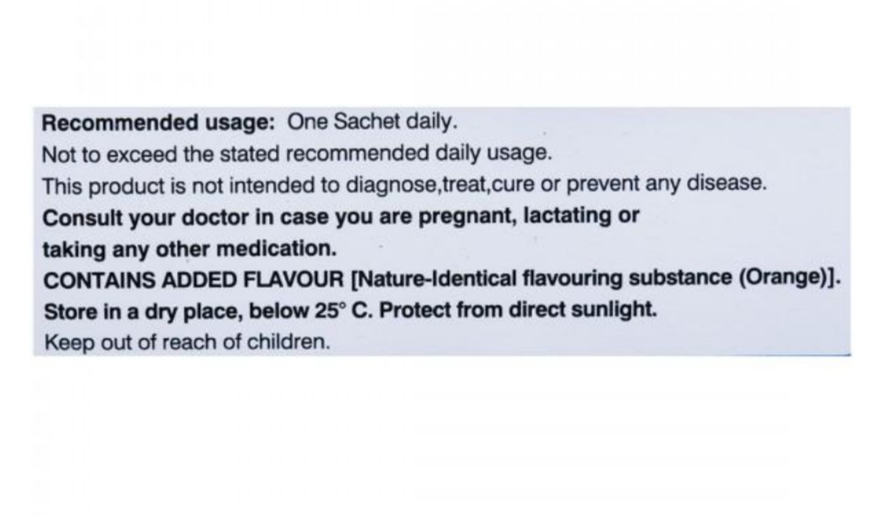 Recommended usage: One Sachet daily.
Not to exceed the stated recommended daily usage.
This product is not intended to diagnose,treat,cure or prevent any disease.
Consult your doctor in case you are pregnant, lactating or
taking any other medication.
CONTAINS ADDED FLAVOUR [Nature-Identical flavouring substance (Orange)].
Store in a dry place, below 25° C. Protect from direct sunlight.
Keep out of reach of children.